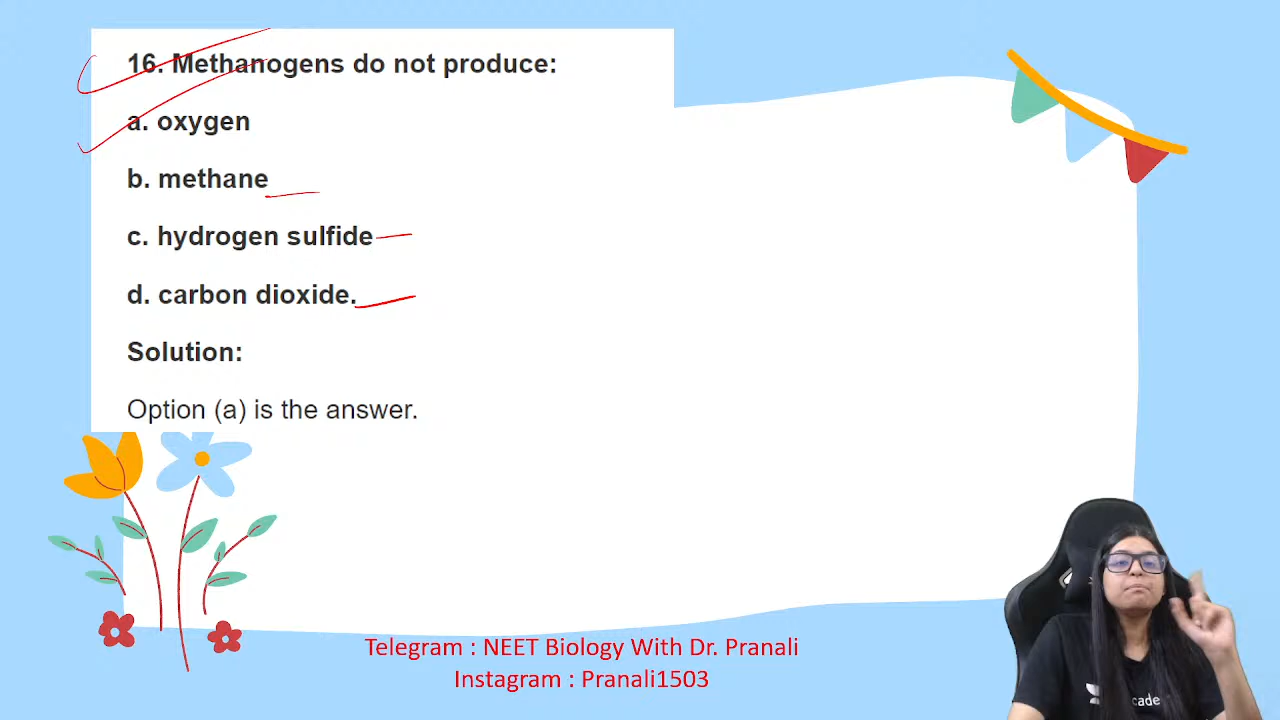 16. Methanogens do not produce:
a. oxygen
b. methane
c. hydrogen sulfide
d. carbon dioxide.
Solution:
Option (a) is the answer.
Telegram : NEET Biology With Dr. Pranali
Instagram : Pranali1503
cade